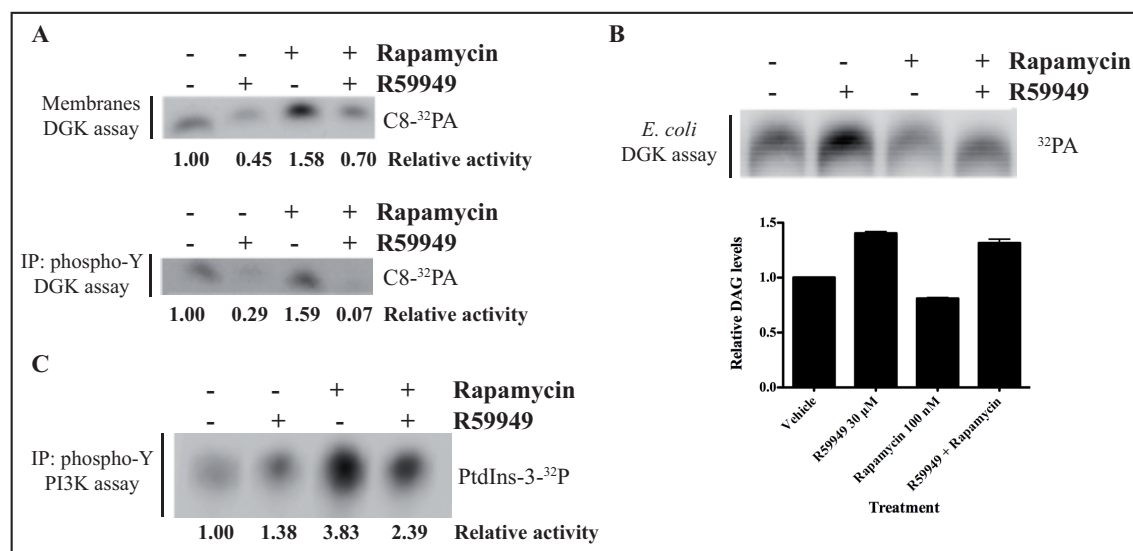 A
- - + + Rapamycin
- + - + R59949
Membranes
DGK assay
C8-³²PA
1.00 0.45 1.58 0.70 Relative activity
- - + + Rapamycin
- + - + R59949
IP: phospho-Y
DGK assay
C8-³²PA
1.00 0.29 1.59 0.07 Relative activity
B
- - + + Rapamycin
- + - + R59949
E. coli
DGK assay
³²PA
Relative DAG levels
1.5
1.0
0.5
0.0
Vehicle
R59949 30 µM
Rapamycin 100 nM
R59949 + Rapamycin
Treatment
C
- - + + Rapamycin
- + - + R59949
IP: phospho-Y
PI3K assay
PtdIns-3-³²P
1.00 1.38 3.83 2.39 Relative activity